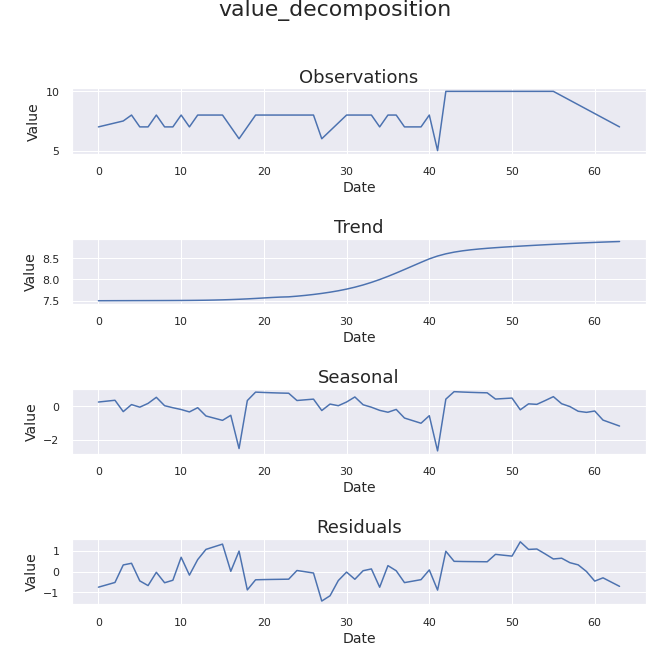 value_decomposition
Observations
10
5
Value
0 10 20 30 40 50 60
Date
Trend
8.5
8.0
7.5
Value
0 10 20 30 40 50 60
Date
Seasonal
0
−2
Value
0 10 20 30 40 50 60
Date
Residuals
1
0
−1
Value
0 10 20 30 40 50 60
Date